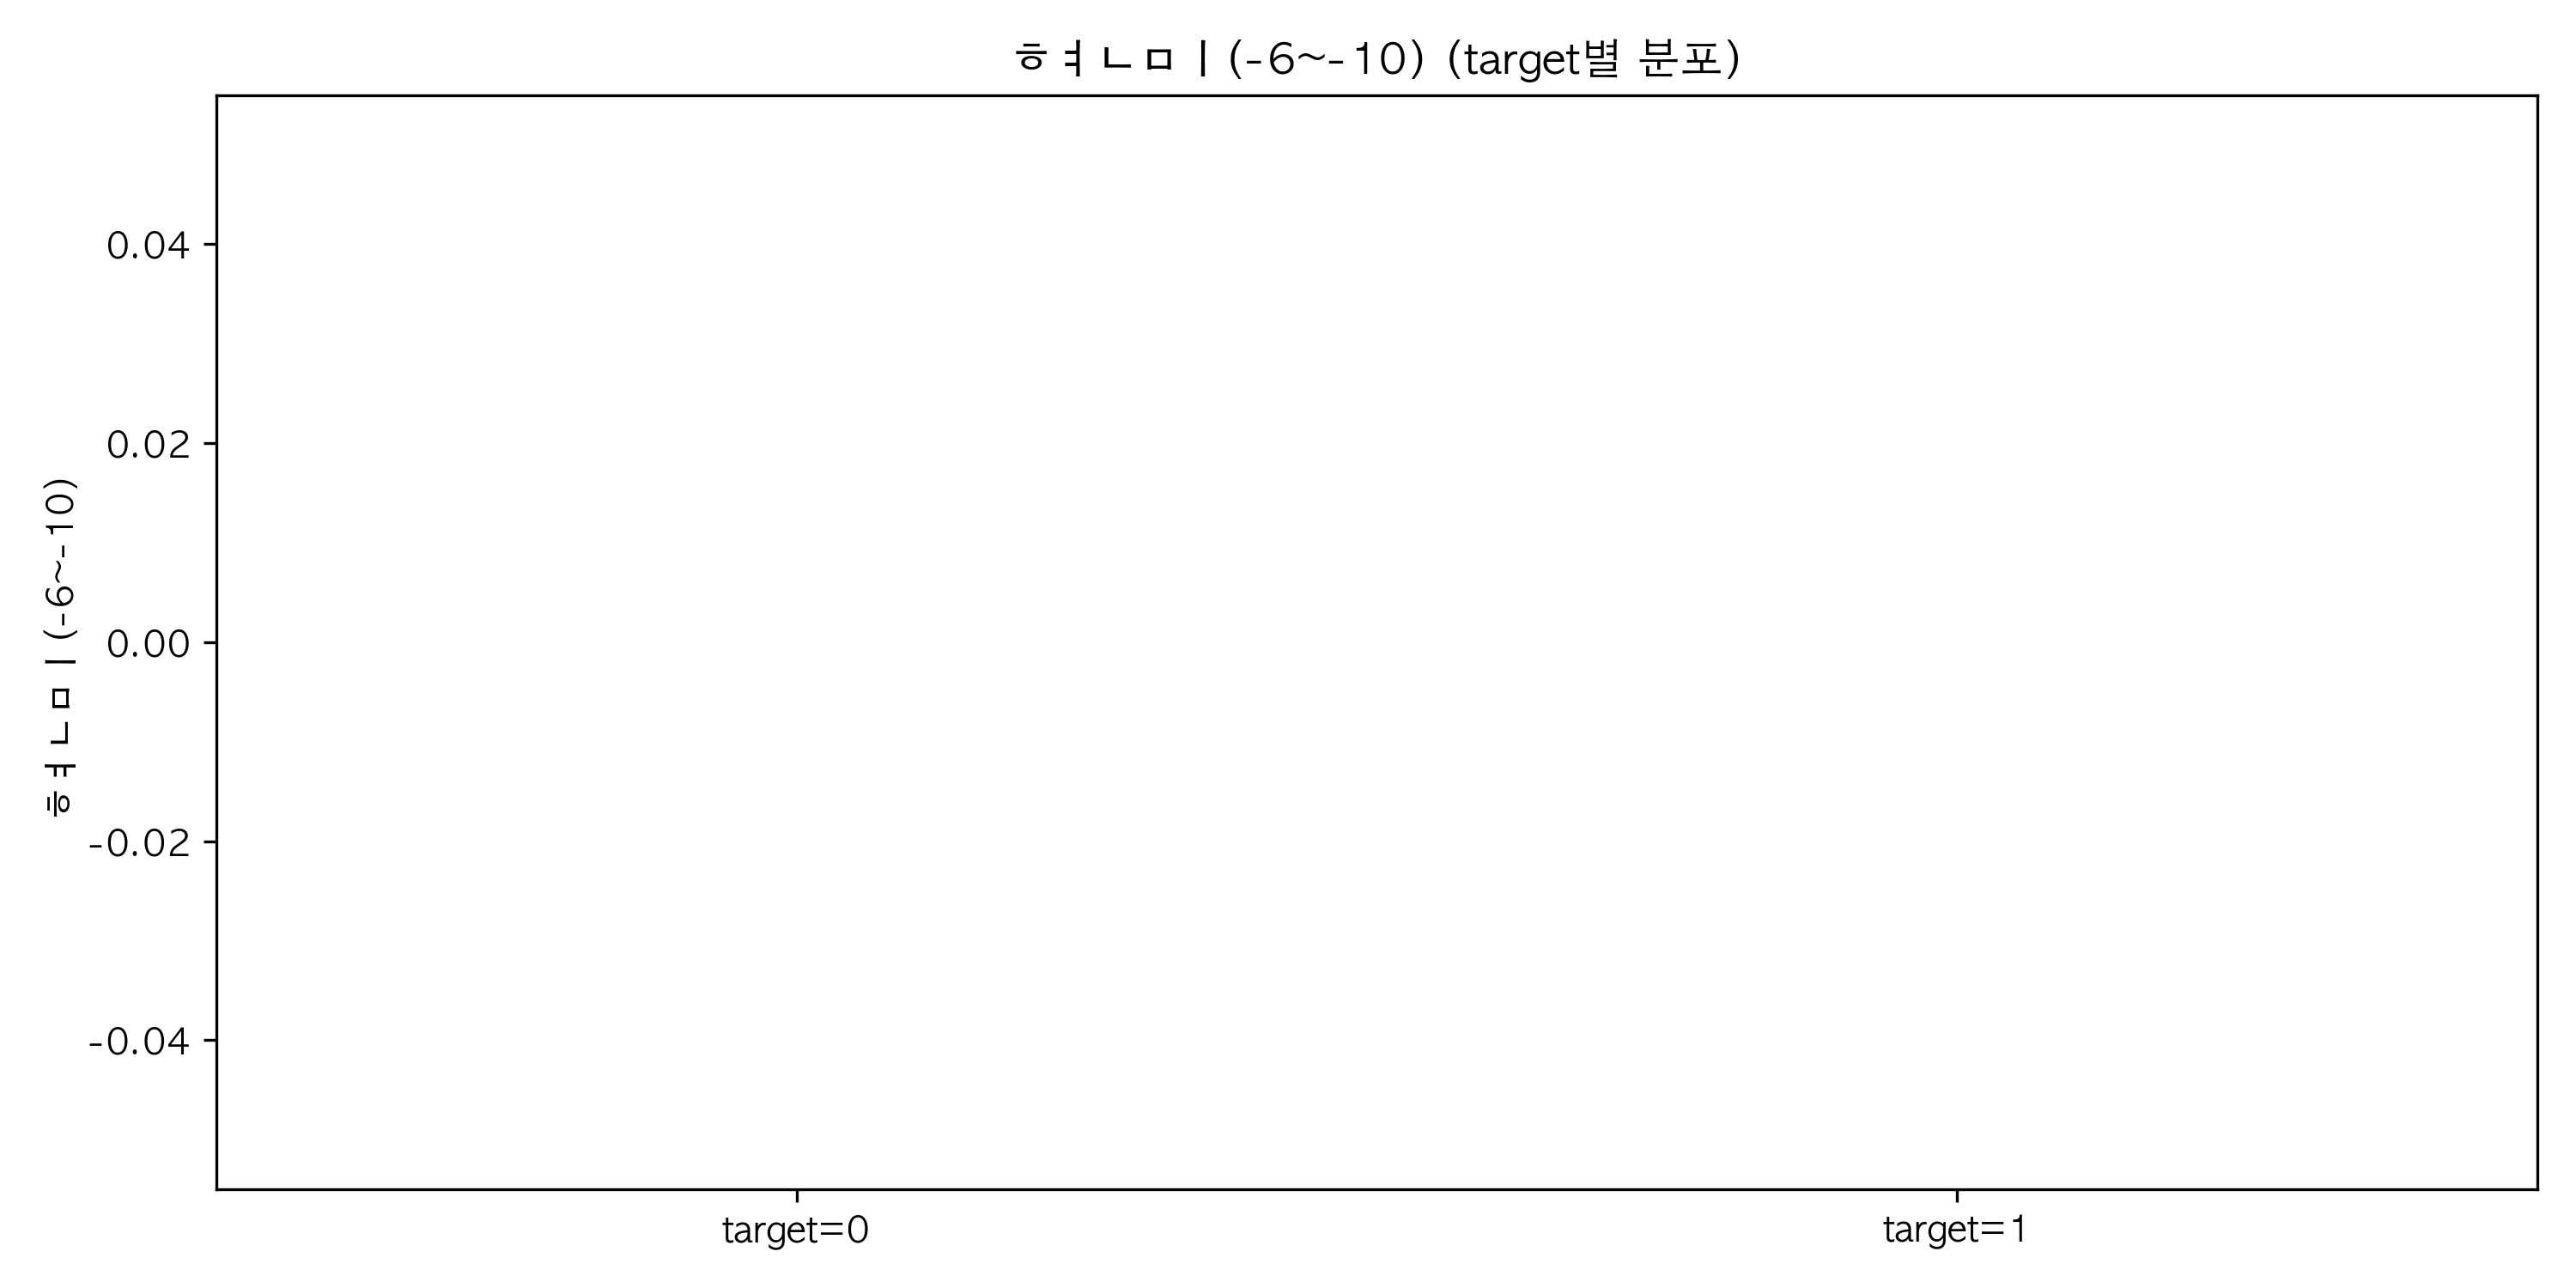 ㅎㅕㄴㅁㅣ(-6~-10) (target별 분포)
ㅎㅕㄴㅁㅣ(-6~-10)
0.04
0.02
0.00
-0.02
-0.04
target=0
target=1